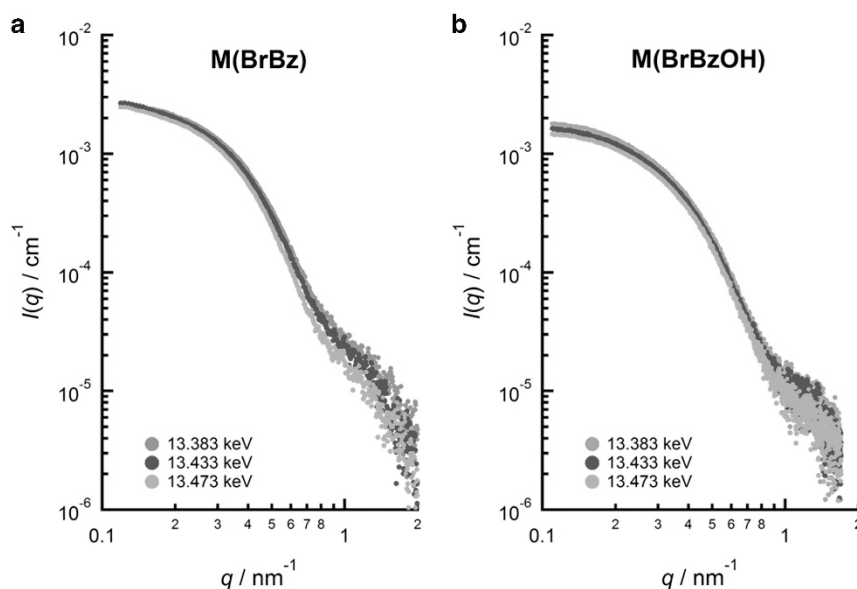 a
M(BrBz)
10⁻²
10⁻³
10⁻⁴
10⁻⁵
10⁻⁶
I(q) / cm⁻¹
13.383 keV
13.433 keV
13.473 keV
0.1
2
3
4
5
6
7
8
1
2
q / nm⁻¹
b
M(BrBzOH)
10⁻²
10⁻³
10⁻⁴
10⁻⁵
10⁻⁶
I(q) / cm⁻¹
13.383 keV
13.433 keV
13.473 keV
0.1
2
3
4
5
6
7
8
1
2
q / nm⁻¹